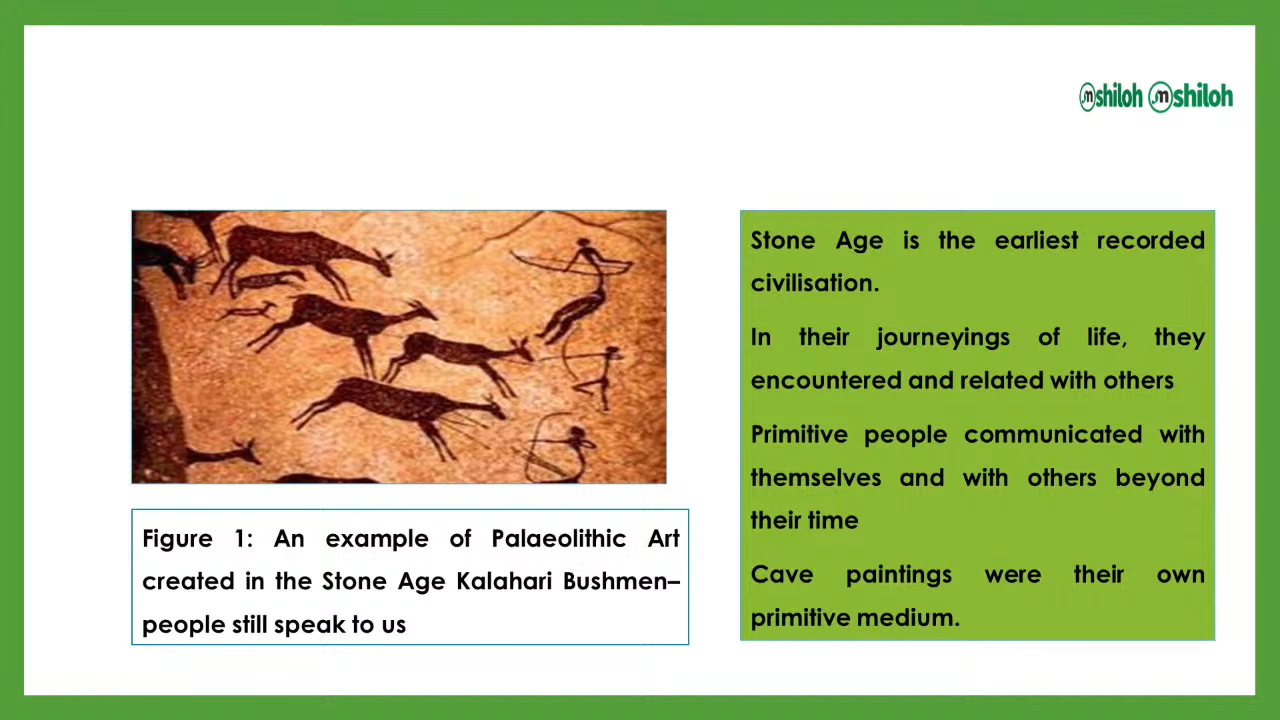 shiloh shiloh
Stone Age is the earliest recorded
civilisation.
In their journeyings of life, they
encountered and related with others
Primitive people communicated with
themselves and with others beyond
their time
Cave paintings were their own
primitive medium.
Figure 1: An example of Palaeolithic Art
created in the Stone Age Kalahari Bushmen–
people still speak to us